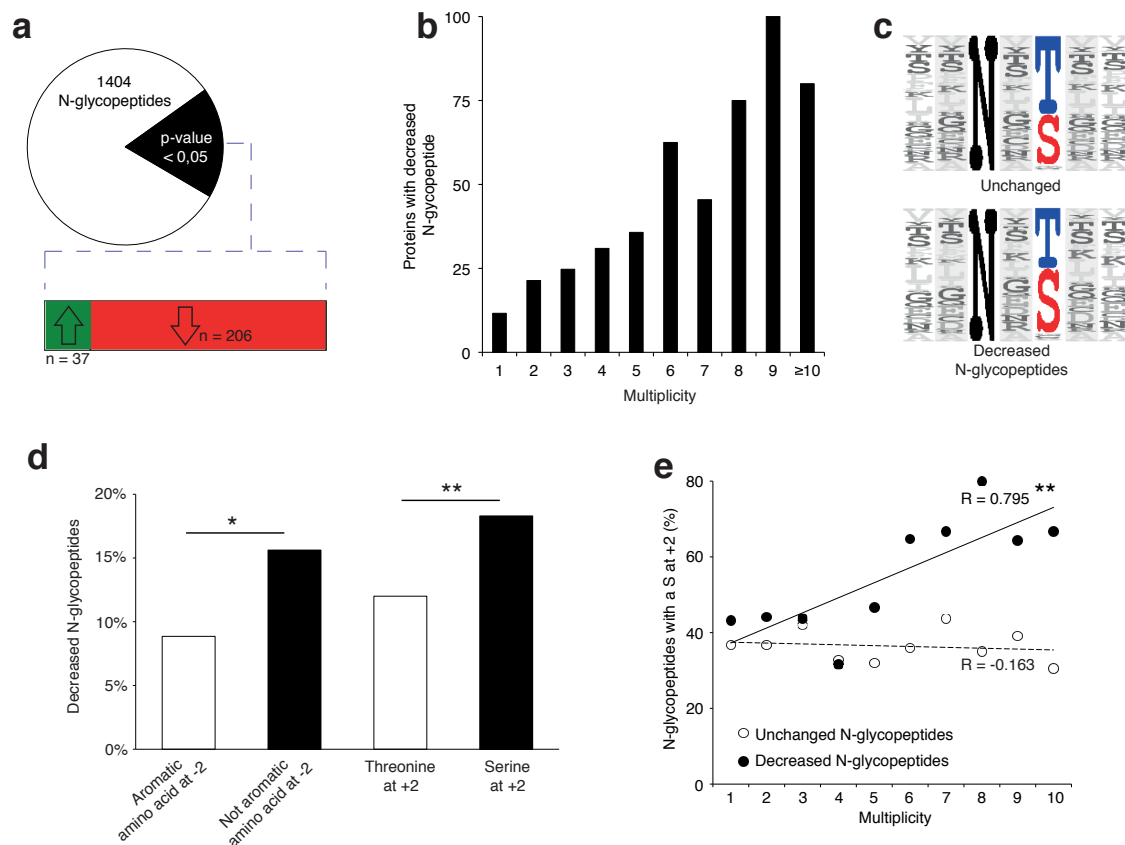 a
1404
N-glycopeptides
p-value
< 0,05
n = 206
n = 37
b
Proteins with decreased
N-gycopeptide
100
75
50
25
0
1 2 3 4 5 6 7 8 9 ≥10
Multiplicity
c
N T
S
Unchanged
N T
S
Decreased
N-glycopeptides
d
Decreased N-glycopeptides
20%
15%
10%
5%
0%
*
**
Aromatic
amino acid at -2
Not aromatic
amino acid at -2
Threonine
at +2
Serine
at +2
e
N-glycopeptides with a S at +2 (%)
80
60
40
20
0
R = 0.795
**
R = -0.163
Unchanged N-glycopeptides
Decreased N-glycopeptides
1 2 3 4 5 6 7 8 9 10
Multiplicity